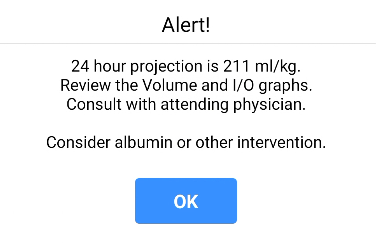 Alert!
24 hour projection is 211 ml/kg.
Review the Volume and I/O graphs.
Consult with attending physician.
Consider albumin or other intervention.
OK